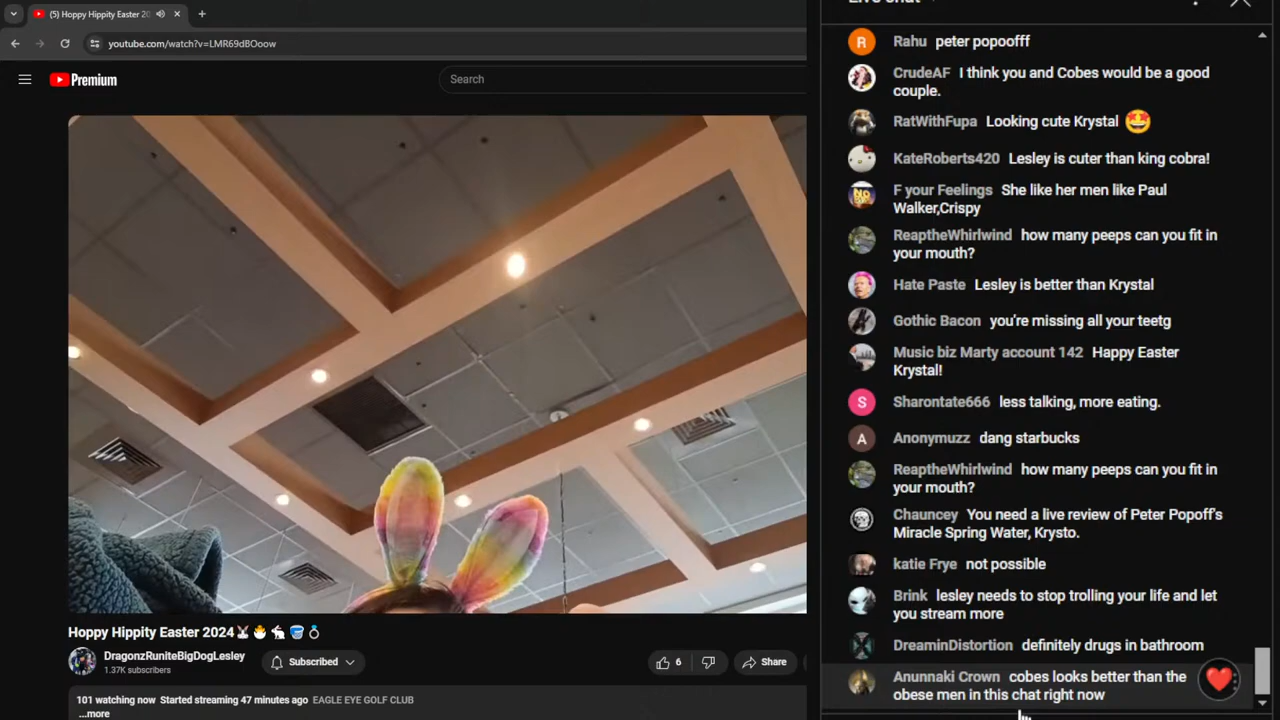 (5) Hoppy Hippity Easter 20
youtube.com/watch?v=LMR69dBOoow
Premium
Search
Hoppy Hippity Easter 2024🐰🐣🐇🪣💍
DragonzRuniteBigDogLesley
1.37K subscribers
Subscribed
6
Share
101 watching now Started streaming 47 minutes ago EAGLE EYE GOLF CLUB
...more
Rahu peter popoofff
CrudeAF I think you and Cobes would be a good
couple.
RatWithFupa Looking cute Krystal 🤩
KateRoberts420 Lesley is cuter than king cobra!
F your Feelings She like her men like Paul
Walker,Crispy
ReaptheWhirlwind how many peeps can you fit in
your mouth?
Hate Paste Lesley is better than Krystal
Gothic Bacon you're missing all your teetg
Music biz Marty account 142 Happy Easter
Krystal!
Sharontate666 less talking, more eating.
Anonymuzz dang starbucks
ReaptheWhirlwind how many peeps can you fit in
your mouth?
Chauncey You need a live review of Peter Popoff's
Miracle Spring Water, Krysto.
katie Frye not possible
Brink lesley needs to stop trolling your life and let
you stream more
DreaminDistortion definitely drugs in bathroom
Anunnaki Crown cobes looks better than the
obese men in this chat right now